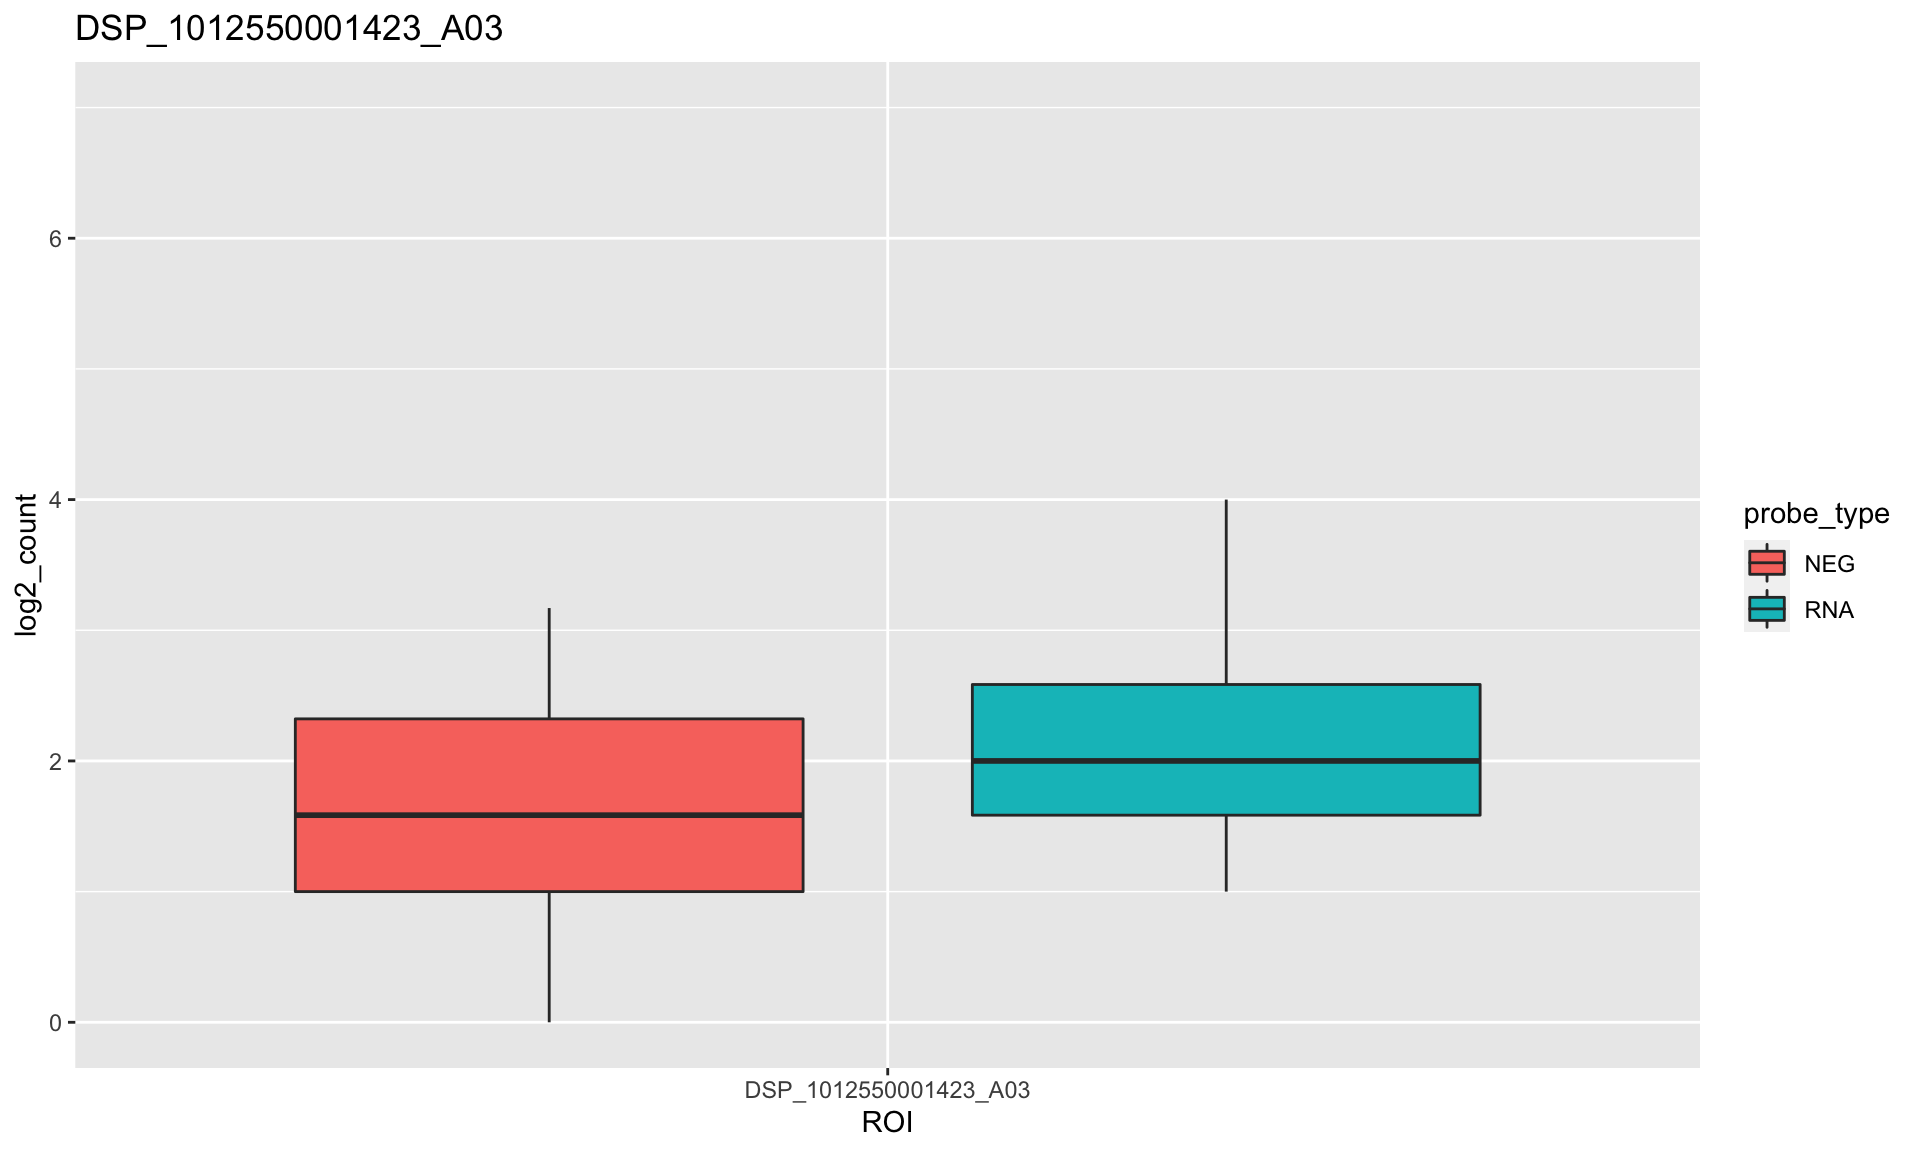 DSP_1012550001423_A03
log2_count
6
4
2
0
DSP_1012550001423_A03
ROI
probe_type
NEG
RNA